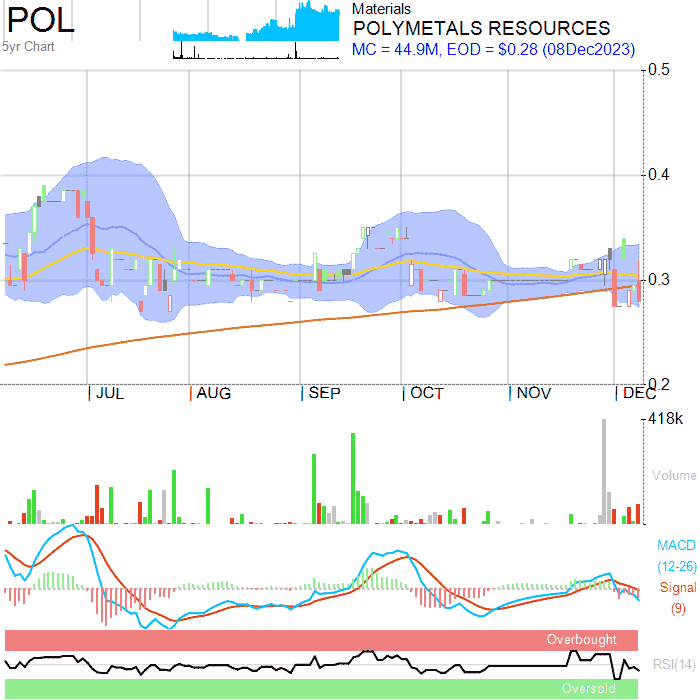 POL
5yr Chart
Materials
POLYMETALS RESOURCES
MC = 44.9M, EOD = $0.28 (08Dec2023)
0.5
0.4
0.3
0.2
JUL
AUG
SEP
OCT
NOV
DEC
418k
Volume
MACD
(12-26)
Signal
(9)
Overbought
RSI(14)
Oversold